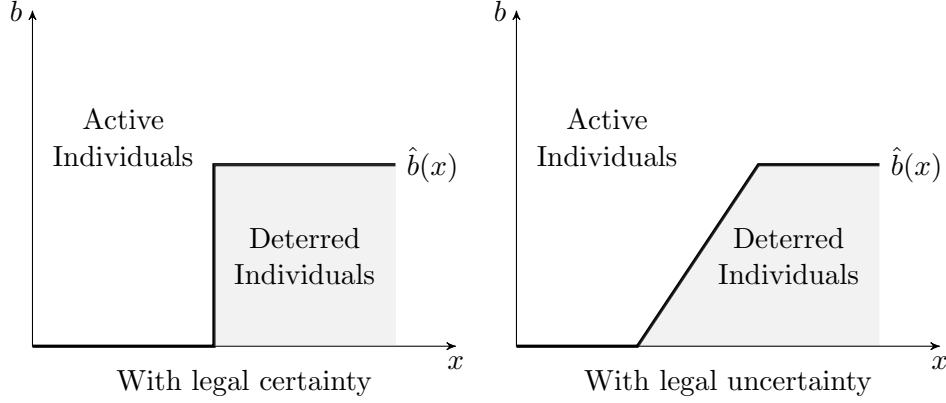 b
Active
Individuals
b̂(x)
Deterred
Individuals
x
With legal certainty
b
Active
Individuals
b̂(x)
Deterred
Individuals
x
With legal uncertainty